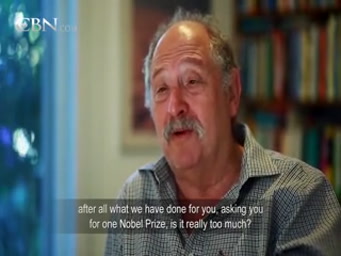 CBN.com
after all what we have done for you, asking you
for one Nobel Prize, is it really too much?